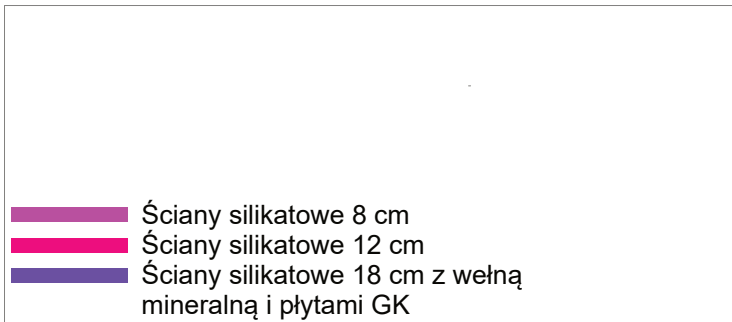 Ściany silikatowe 8 cm
Ściany silikatowe 12 cm
Ściany silikatowe 18 cm z wełną
mineralną i płytami GK